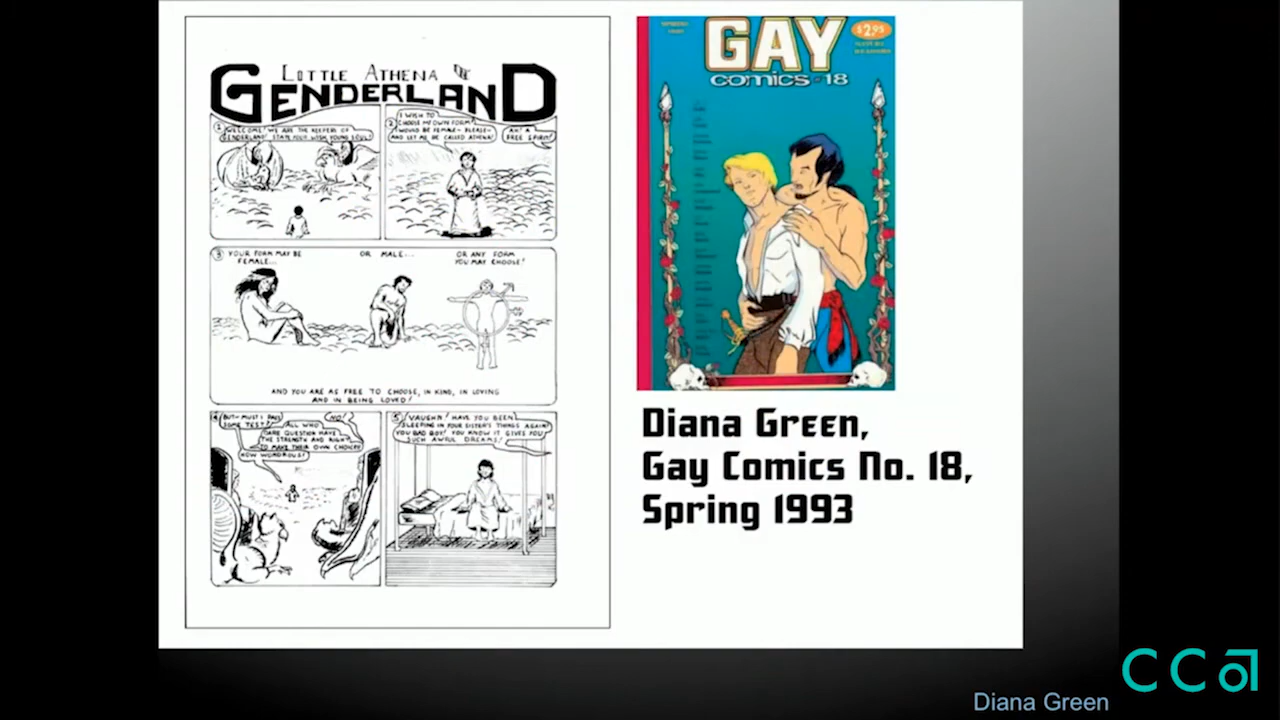 LITTLE ATHENA IN
GENDERLAND
1 WELCOME! WE ARE THE KEEPERS OF
GENDERLAND! STATE YOUR WISH, YOUNG SOUL!
2 I WISH TO
CHOOSE MY OWN FORM!
I WOULD BE FEMALE– PLEASE–
AND LET ME BE CALLED ATHENA!
AH! A
FREE SPIRIT!
3 YOUR FORM MAY BE
FEMALE...
OR MALE...
OR ANY FORM
YOU MAY CHOOSE!
AND YOU ARE AS FREE TO CHOOSE, IN KIND, IN LOVING
AND IN BEING LOVED!
4 BUT– MUST I PASS
SOME TEST?
NO!
ALL WHO
DARE QUESTION HAVE
THE STRENGTH AND RIGHT
TO MAKE THEIR OWN CHOICE!
HOW WONDROUS!
5 VAUGHN! HAVE YOU BEEN
SLEEPING IN YOUR SISTER'S THINGS AGAIN?
YOU BAD BOY! YOU KNOW IT GIVES YOU
SUCH AWFUL DREAMS!
GAY
comics #18
$2.95
Diana Green,
Gay Comics No. 18,
Spring 1993
CCA
Diana Green